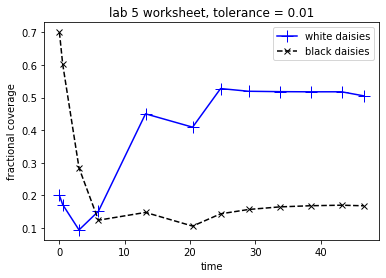 lab 5 worksheet, tolerance = 0.01
white daisies
black daisies
0.7
0.6
0.5
0.4
0.3
0.2
0.1
fractional coverage
0 10 20 30 40
time